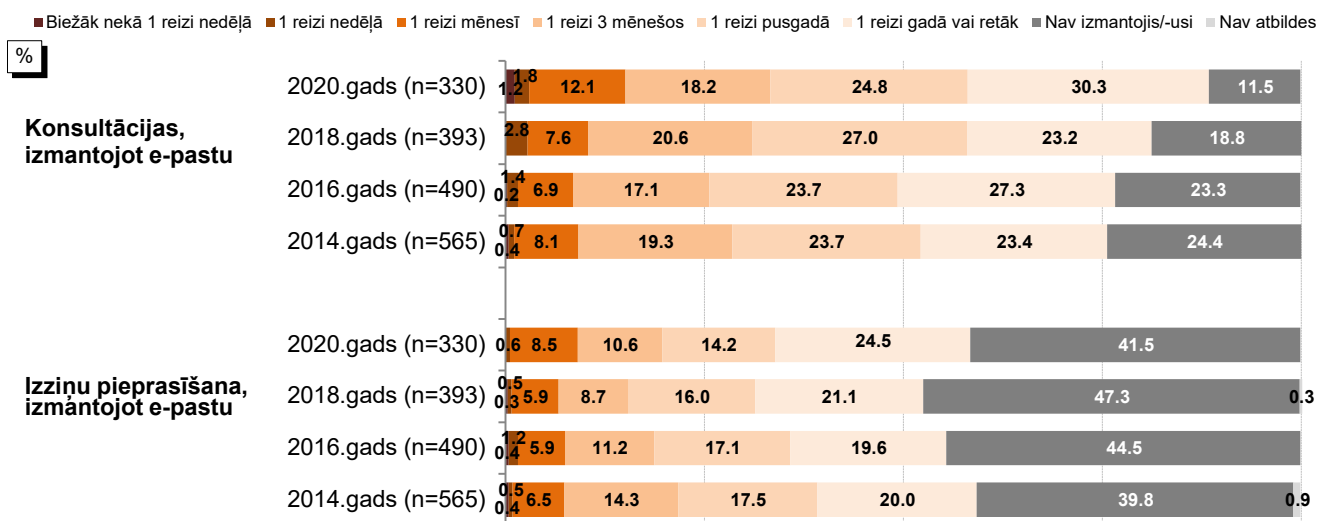 Biežāk nekā 1 reizi nedēļā 1 reizi nedēļā 1 reizi mēnesī 1 reizi 3 mēnešos 1 reizi pusgadā 1 reizi gadā vai retāk Nav izmantojis/-usi Nav atbildes
%
Konsultācijas,
izmantojot e-pastu
2020.gads (n=330) 1.2 1.8 12.1 18.2 24.8 30.3 11.5
2018.gads (n=393) 2.8 7.6 20.6 27.0 23.2 18.8
2016.gads (n=490) 0.2 1.4 6.9 17.1 23.7 27.3 23.3
2014.gads (n=565) 0.4 0.7 8.1 19.3 23.7 23.4 24.4
Izziņu pieprasīšana,
izmantojot e-pastu
2020.gads (n=330) 0.6 8.5 10.6 14.2 24.5 41.5
2018.gads (n=393) 0.3 0.5 5.9 8.7 16.0 21.1 47.3 0.3
2016.gads (n=490) 0.4 1.2 5.9 11.2 17.1 19.6 44.5
2014.gads (n=565) 0.4 0.5 6.5 14.3 17.5 20.0 39.8 0.9